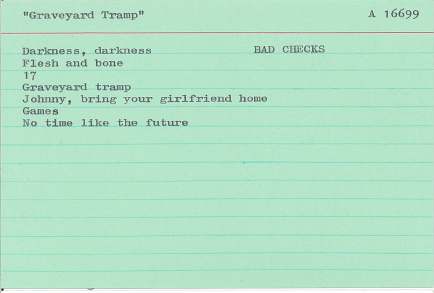 "Graveyard Tramp" A 16699
Darkness, darkness BAD CHECKS
Flesh and bone
17
Graveyard tramp
Johnny, bring your girlfriend home
Games
No time like the future